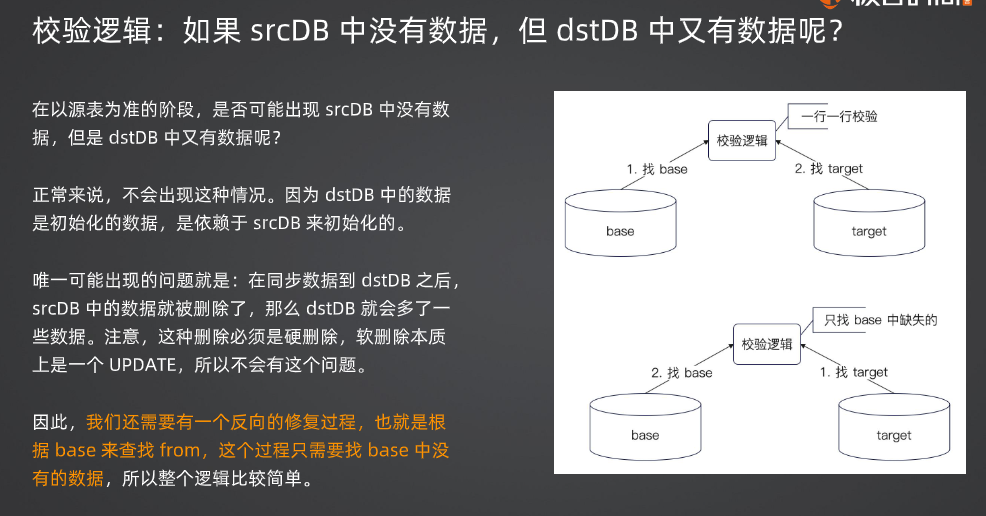 校验逻辑：如果 srcDB 中没有数据，但 dstDB 中又有数据呢？
在以源表为准的阶段，是否可能出现 srcDB 中没有数
据，但是 dstDB 中又有数据呢？
正常来说，不会出现这种情况。因为 dstDB 中的数据
是初始化的数据，是依赖于 srcDB 来初始化的。
唯一可能出现的问题就是：在同步数据到 dstDB 之后，
srcDB 中的数据就被删除了，那么 dstDB 就会多了一
些数据。注意，这种删除必须是硬删除，软删除本质
上是一个 UPDATE，所以不会有这个问题。
因此，我们还需要有一个反向的修复过程，也就是根
据 base 来查找 from，这个过程只需要找 base 中没
有的数据，所以整个逻辑比较简单。
一行一行校验
校验逻辑
1. 找 base
2. 找 target
base
target
只找 base 中缺失的
校验逻辑
2. 找 base
1. 找 target
base
target